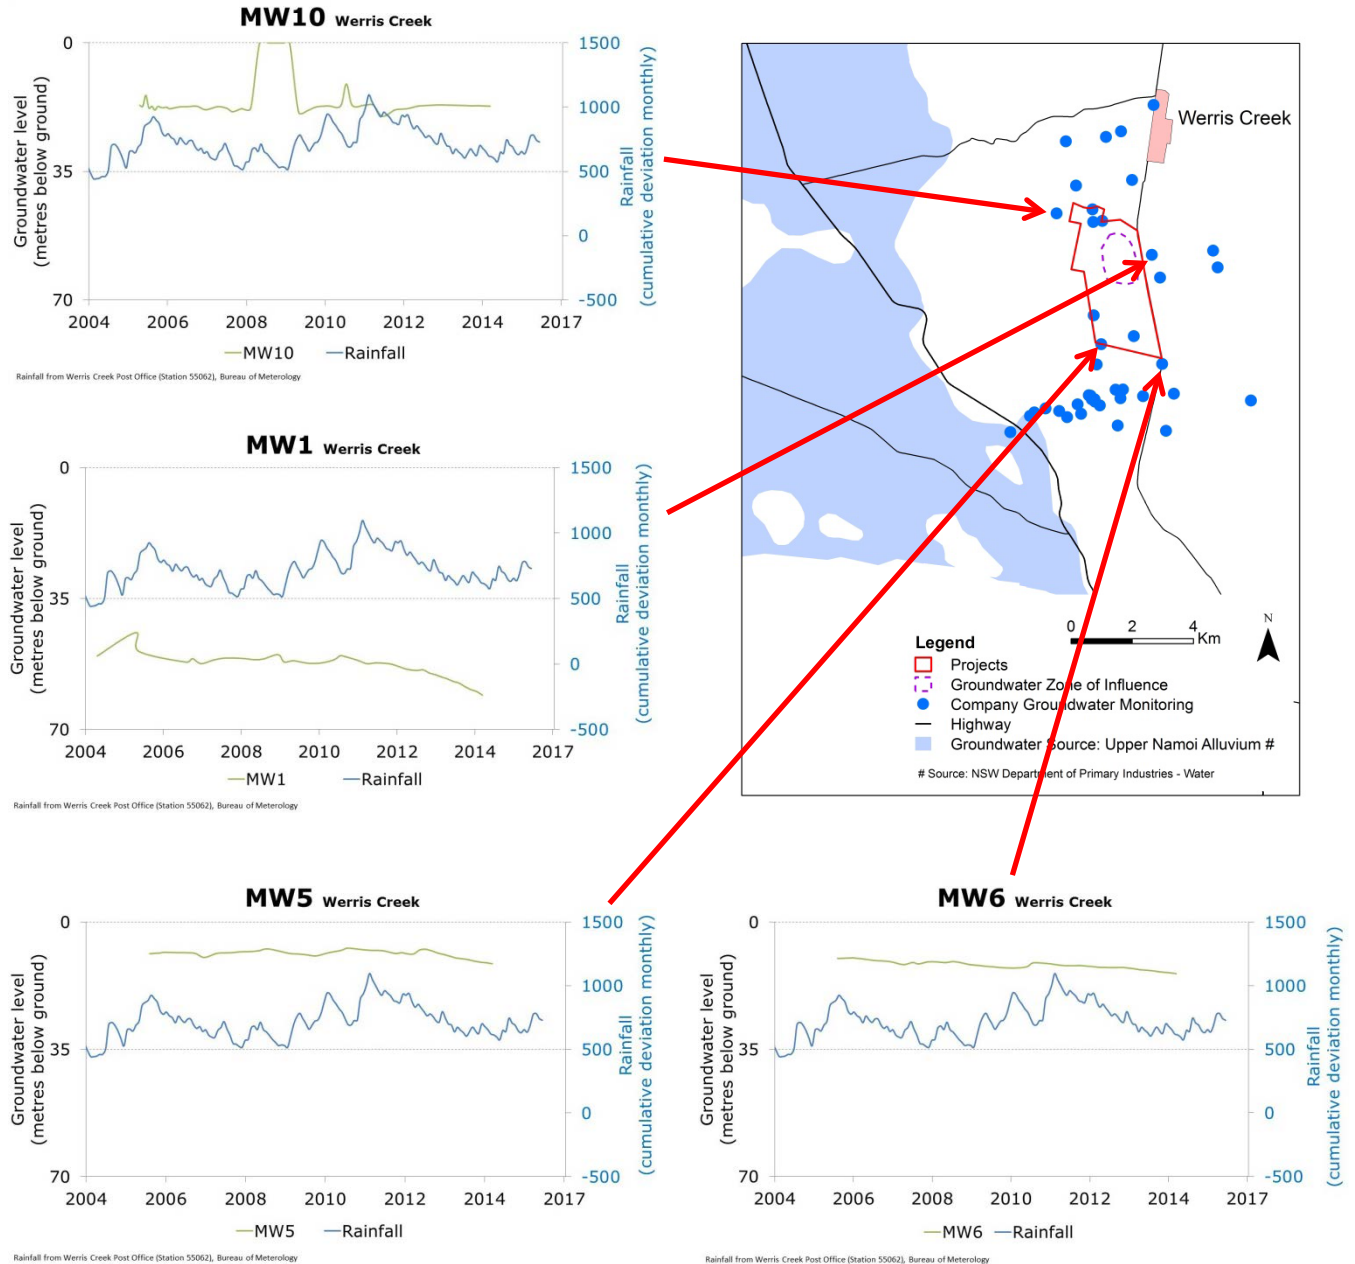 MW10 Werris Creek
0
35
70
Groundwater level
(metres below ground)
1500
1000
500
0
-500
Rainfall
(cumulative deviation monthly)
2004 2006 2008 2010 2012 2014 2017
MW10 Rainfall
Rainfall from Werris Creek Post Office (Station 55062), Bureau of Meterology
MW1 Werris Creek
0
35
70
Groundwater level
(metres below ground)
1500
1000
500
0
-500
Rainfall
(cumulative deviation monthly)
2004 2006 2008 2010 2012 2014 2017
MW1 Rainfall
Rainfall from Werris Creek Post Office (Station 55062), Bureau of Meterology
Werris Creek
0 2 4
Km
N
Legend
Projects
Groundwater Zone of Influence
Company Groundwater Monitoring
Highway
Groundwater Source: Upper Namoi Alluvium #
# Source: NSW Department of Primary Industries - Water
MW5 Werris Creek
0
35
70
Groundwater level
(metres below ground)
1500
1000
500
0
-500
Rainfall
(cumulative deviation monthly)
2004 2006 2008 2010 2012 2014 2017
MW5 Rainfall
Rainfall from Werris Creek Post Office (Station 55062), Bureau of Meterology
MW6 Werris Creek
0
35
70
Groundwater level
(metres below ground)
1500
1000
500
0
-500
Rainfall
(cumulative deviation monthly)
2004 2006 2008 2010 2012 2014 2017
MW6 Rainfall
Rainfall from Werris Creek Post Office (Station 55062), Bureau of Meterology